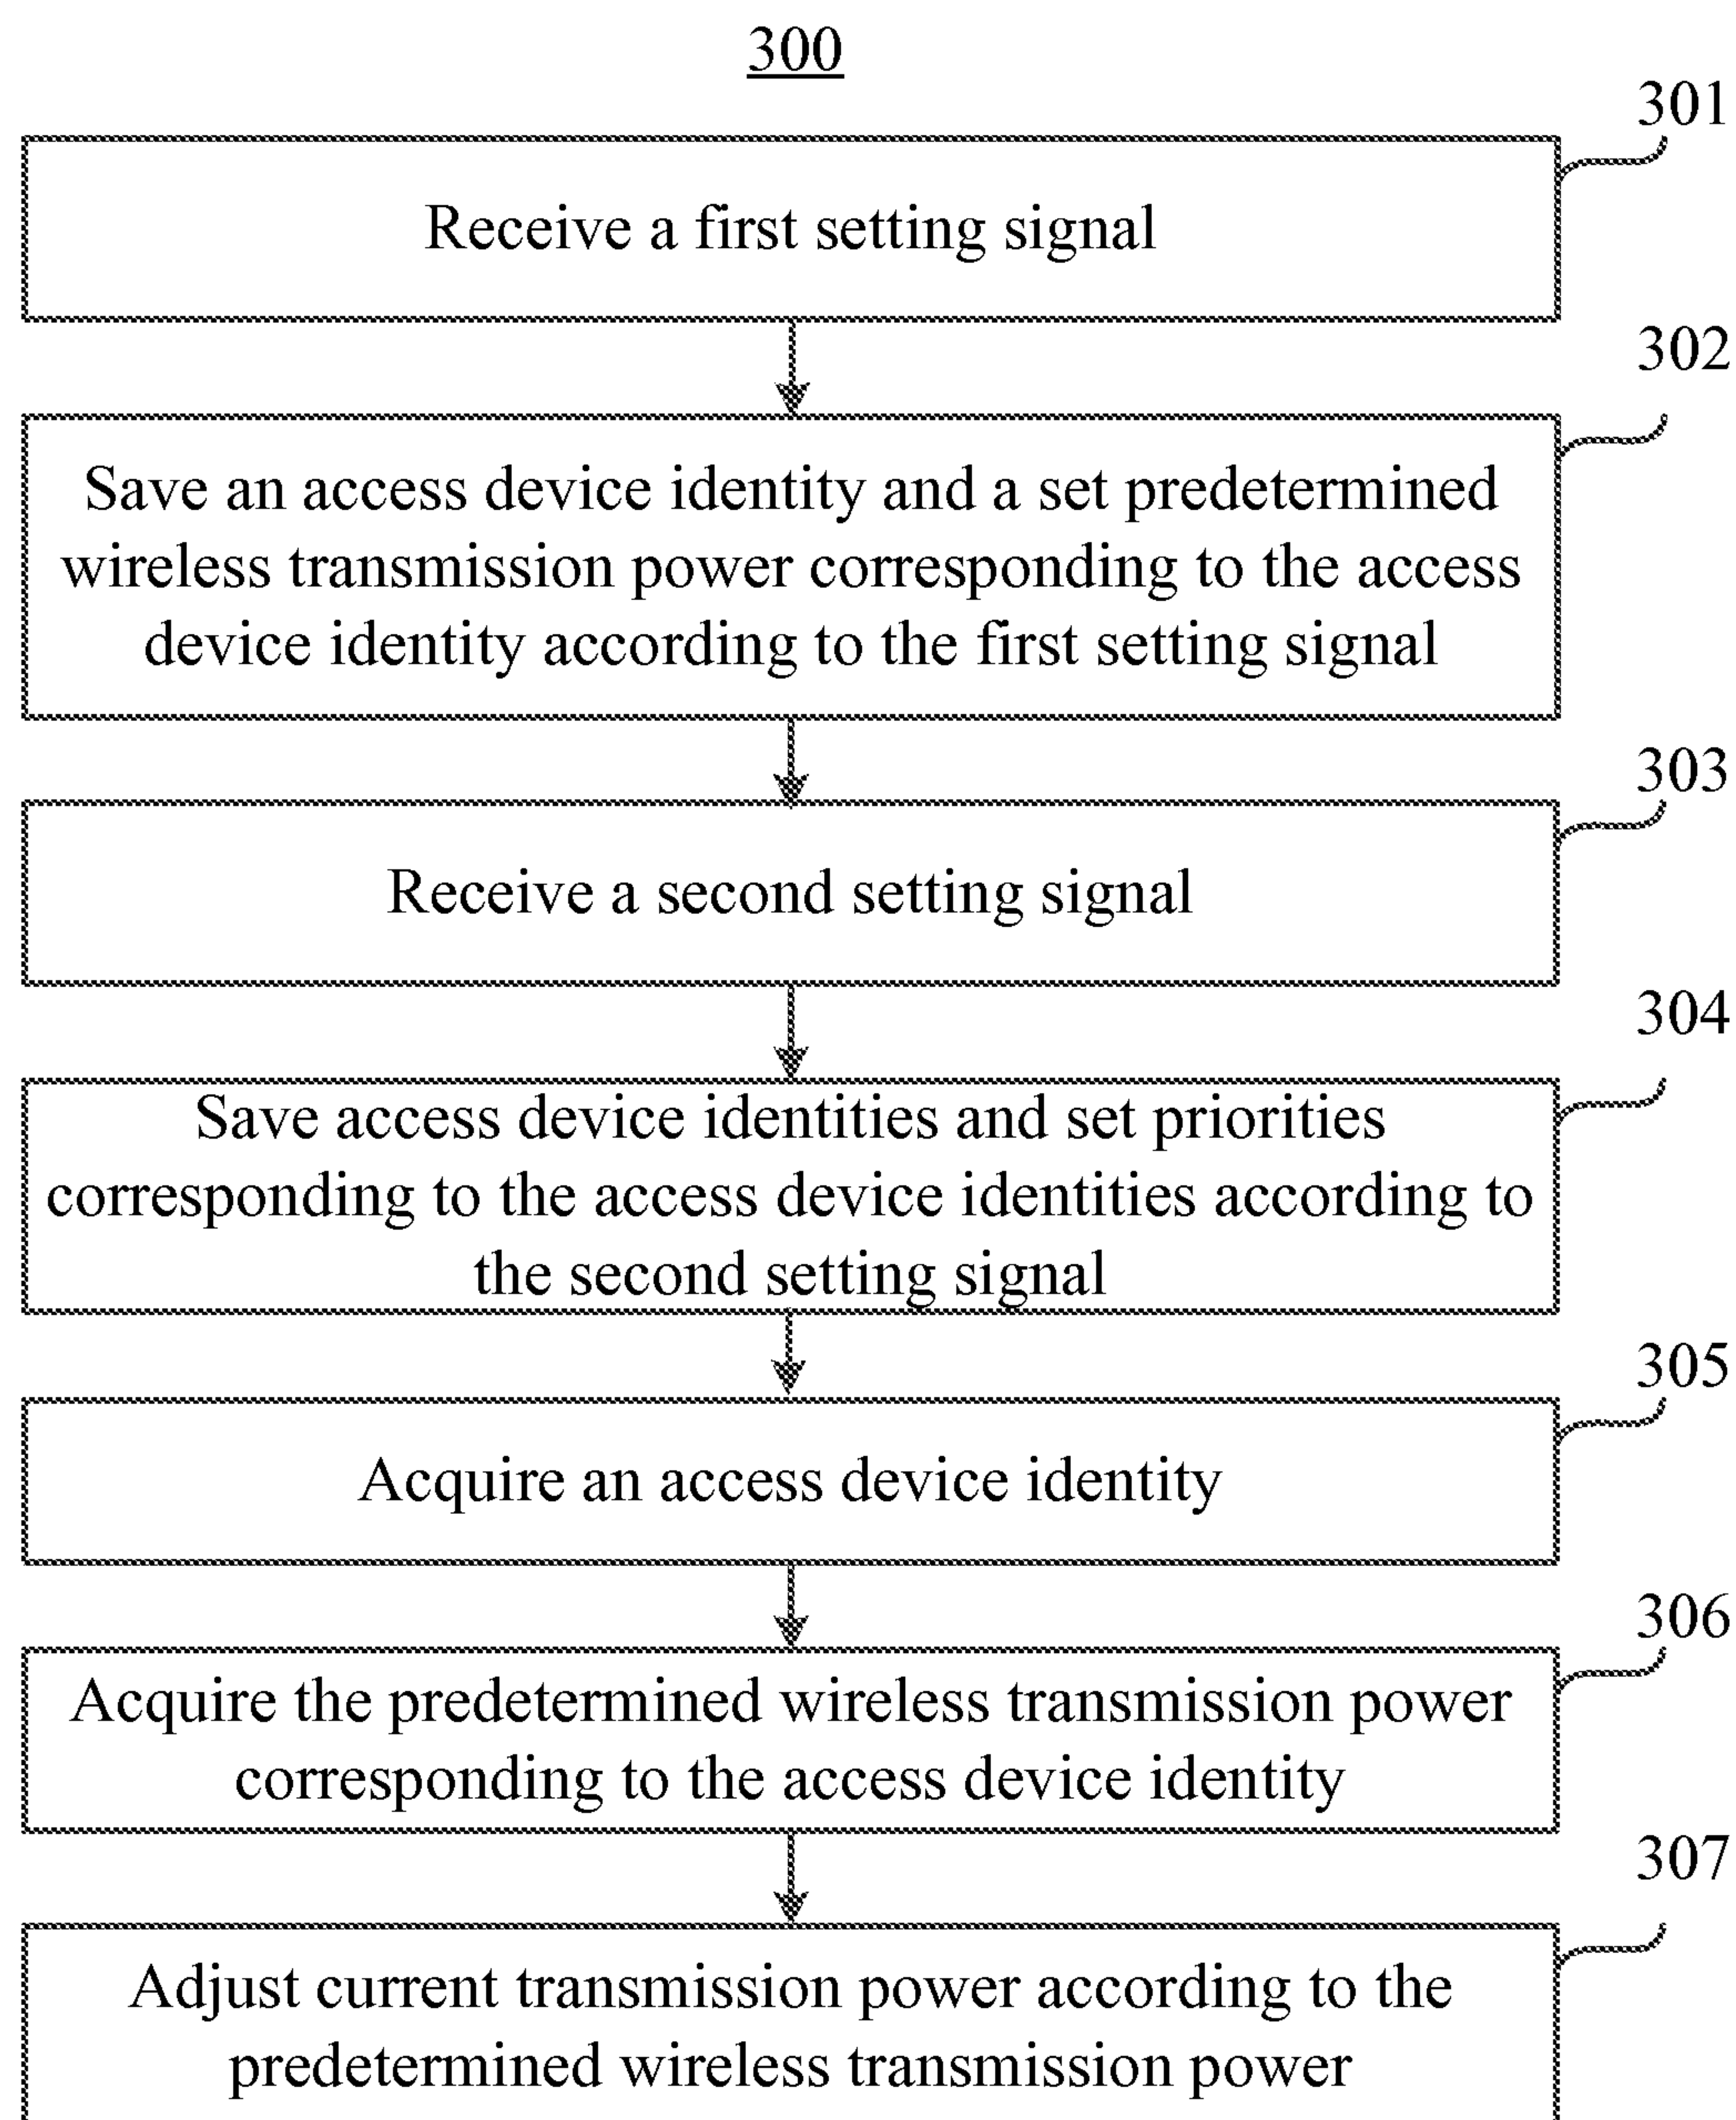 300
301
Receive a first setting signal
302
Save an access device identity and a set predetermined
wireless transmission power corresponding to the access
device identity according to the first setting signal
303
Receive a second setting signal
304
Save access device identities and set priorities
corresponding to the access device identities according to
the second setting signal
305
Acquire an access device identity
306
Acquire the predetermined wireless transmission power
corresponding to the access device identity
307
Adjust current transmission power according to the
predetermined wireless transmission power